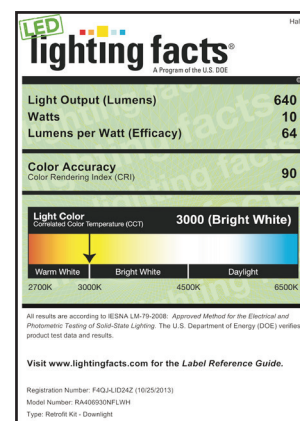 Hal
LED
lighting facts®
A Program of the U.S. DOE
Light Output (Lumens) 640
Watts 10
Lumens per Watt (Efficacy) 64
Color Accuracy
Color Rendering Index (CRI) 90
Light Color
Correlated Color Temperature (CCT) 3000 (Bright White)
Warm White Bright White Daylight
2700K 3000K 4500K 6500K
All results are according to IESNA LM-79-2008: Approved Method for the Electrical and
Photometric Testing of Solid-State Lighting. The U.S. Department of Energy (DOE) verifies
product test data and results.
Visit www.lightingfacts.com for the Label Reference Guide.
Registration Number: F4QJ-LID24Z (10/25/2013)
Model Number: RA406930NFLWH
Type: Retrofit Kit - Downlight